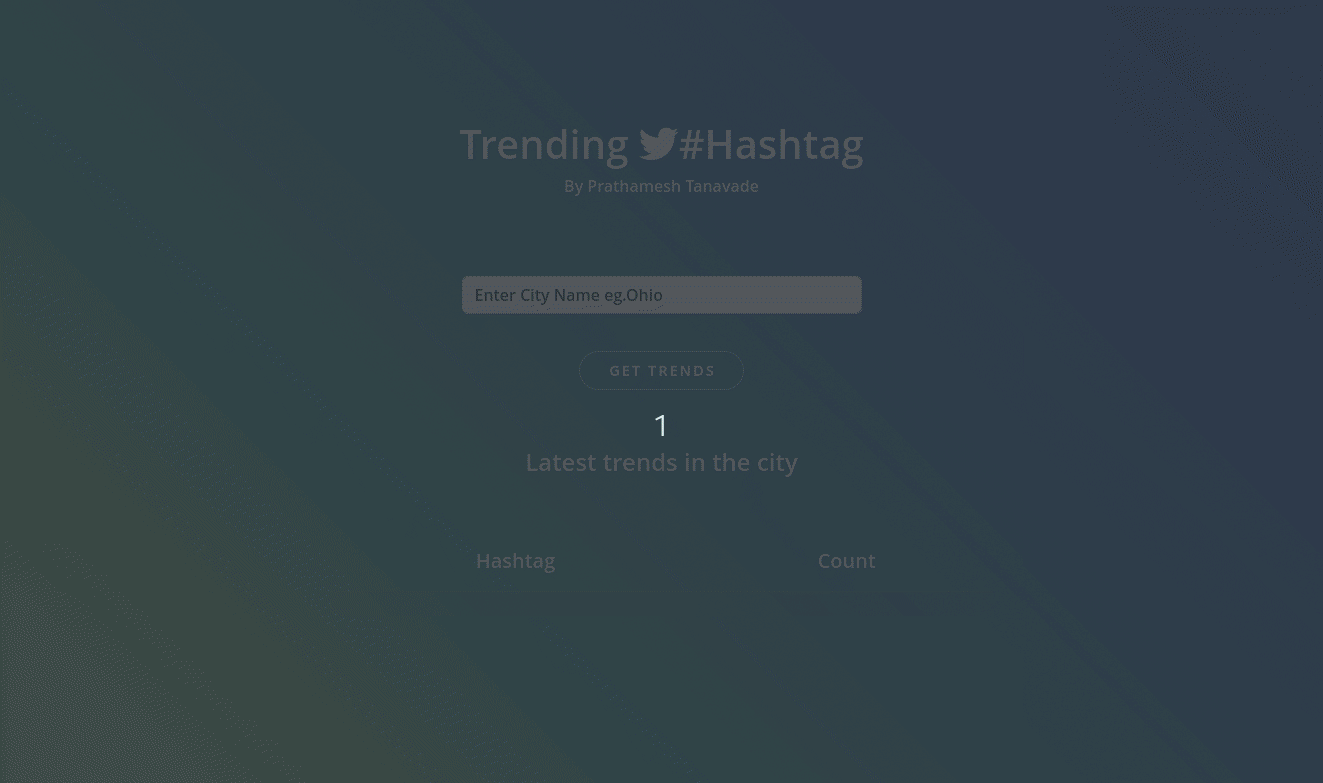 Trending #Hashtag
By Prathamesh Tanavade
Enter City Name eg.Ohio
GET TRENDS
1
Latest trends in the city
Hashtag Count